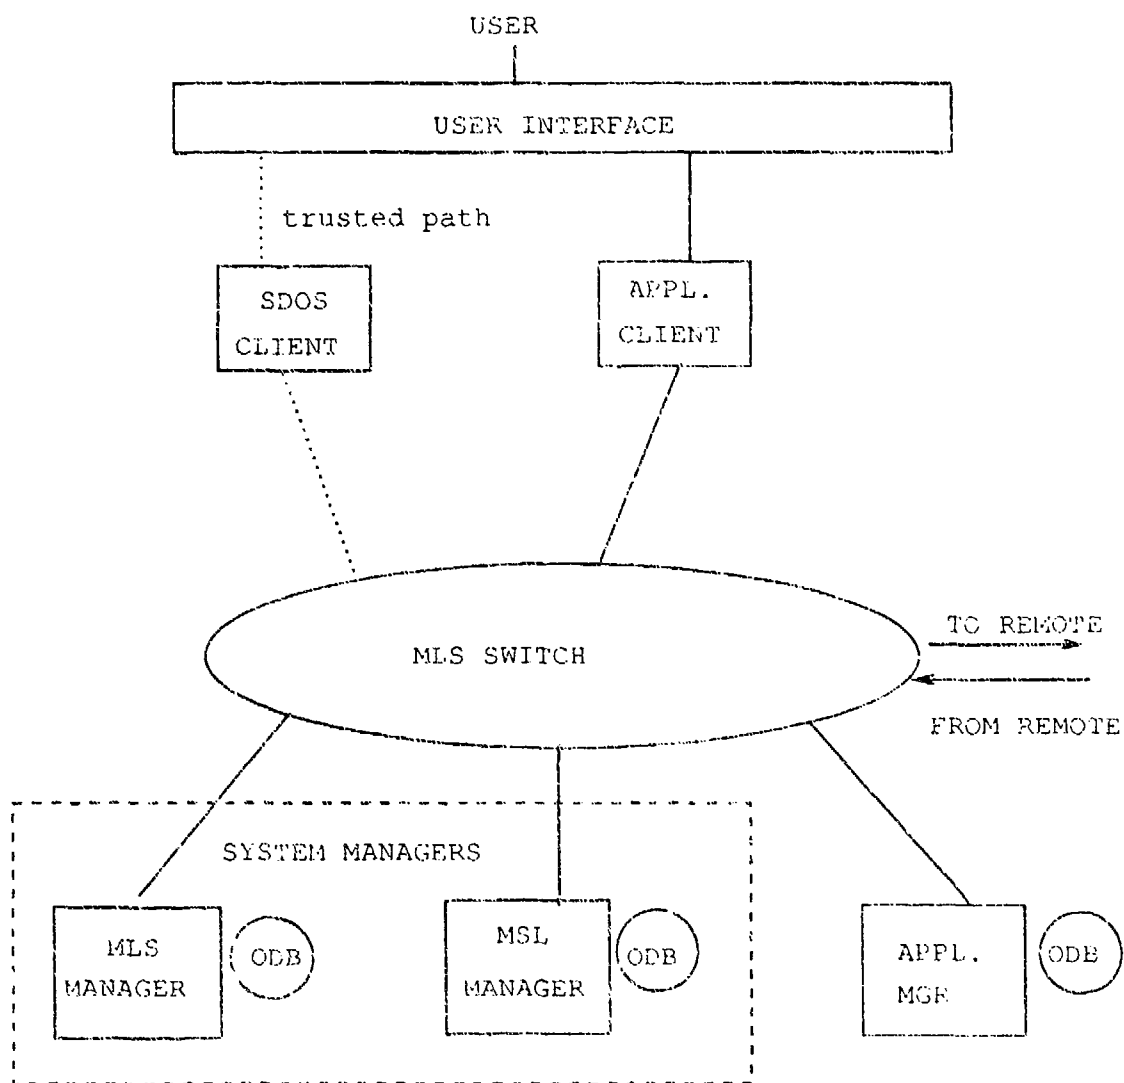 USER
USER INTERFACE
trusted path
SDOS
CLIENT
APPL.
CLIENT
MLS SWITCH
TO REMOTE
FROM REMOTE
SYSTEM MANAGERS
MLS
MANAGER
ODB
MSL
MANAGER
ODB
APPL.
MGR
ODB